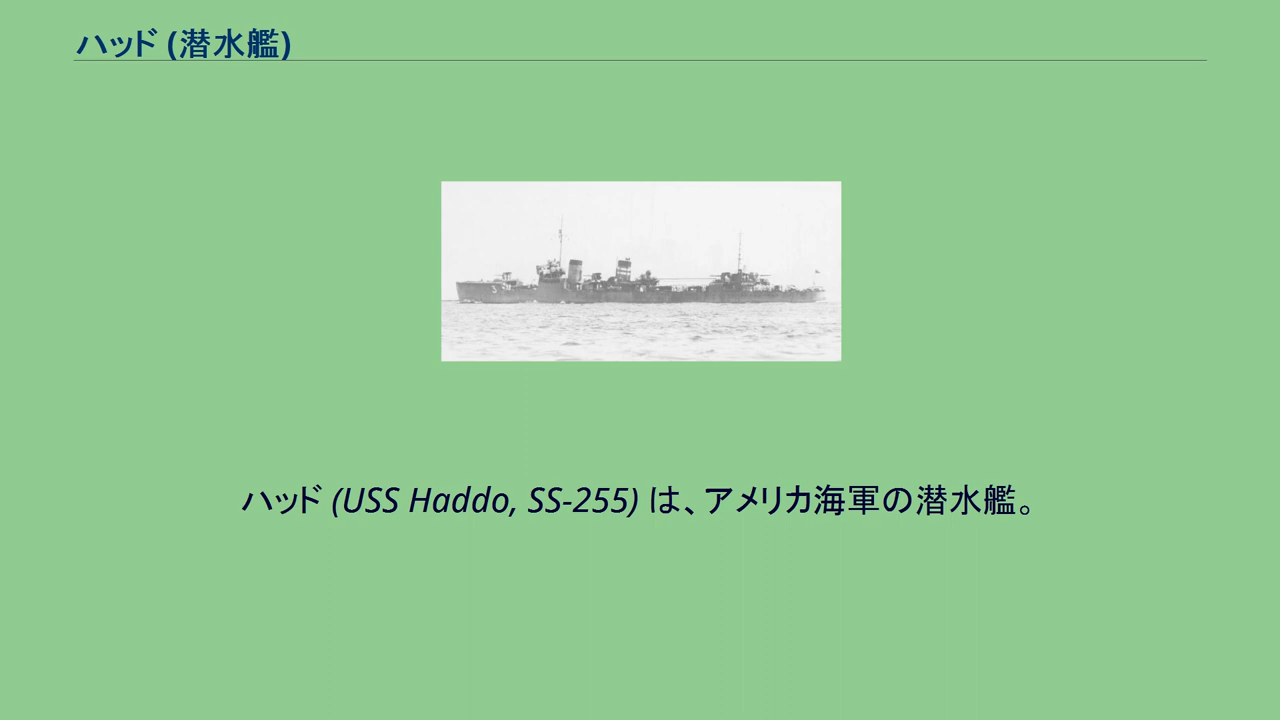 ハッド (潜水艦)
3
ハッド (USS Haddo, SS-255) は、アメリカ海軍の潜水艦。